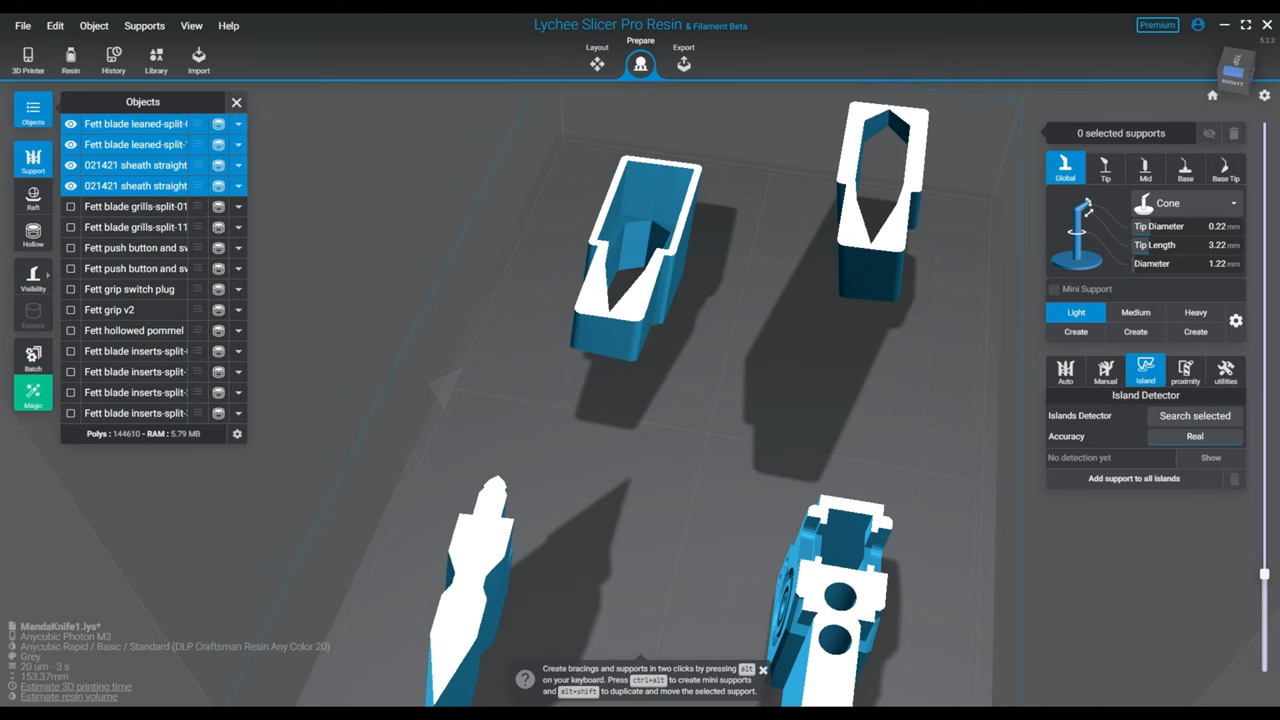 File Edit Object Supports View Help
Lychee Slicer Pro Resin & Filament Beta
Premium
5.2.2
3D Printer Resin History Library Import
Layout Prepare Export
TOP
RIGHT
Objects
Objects
Fett blade leaned-split-
Fett blade leaned-split-
021421 sheath straight
021421 sheath straight
Fett blade grills-split-01
Fett blade grills-split-11
Fett push button and sw
Fett push button and sw
Fett grip switch plug
Fett grip v2
Fett hollowed pommel
Fett blade inserts-split-
Fett blade inserts-split-
Fett blade inserts-split-
Fett blade inserts-split-
Polys : 144610 - RAM : 5.79 MB
Support
Raft
Hollow
Visibility
Batch
Magic
0 selected supports
Global Tip Mid Base Base Tip
Cone
Tip Diameter 0.22 mm
Tip Length 3.22 mm
Diameter 1.22 mm
Mini Support
Light Medium Heavy
Create Create Create
Auto Manual Island proximity utilities
Island Detector
Islands Detector Search selected
Accuracy Real
No detection yet Show
Add support to all islands
MandaKnife1.lys*
Anycubic Photon M3
Anycubic Rapid / Basic / Standard (DLP Craftsman Resin Any Color 20)
Grey
20 um - 3 s
153.37mm
Estimate 3D printing time
Estimate resin volume
Create bracings and supports in two clicks by pressing alt
on your keyboard. Press ctrl+alt to create mini supports
and alt+shift to duplicate and move the selected support.